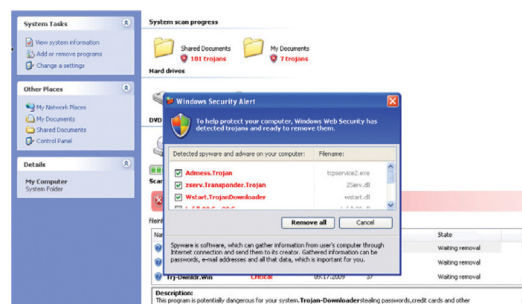 System Tasks
View system information
Add or remove programs
Change a settings
Other Places
My Network Places
My Documents
Shared Documents
Control Panel
Details
My Computer
System Folder
System scan progress
Shared Documents
101 trojans
My Documents
7 trojans
Hard drives
DVD
Windows Security Alert
To help protect your computer, Windows Web Security has
detected trojans and ready to remove them.
Detected spyware and adware on your computer:
Filename:
Admess.Trojan
zserv.Transponder.Trojan
ZServ.dll
Wstart.TrojanDownloader
wstart.dll
Remove all
Cancel
Spyware is software, which can gather information from user's computer through
Internet connection and send them to its creator. Gathered information can be
passwords, e-mail addresses and all that data, which is important for you.
Scan
Na
State
Waiting removal
Waiting removal
Waiting removal
Critical
09.17.2009
37
Description:
This program is potentially dangerous for your system. Trojan-Downloader stealing passwords, credit cards and other